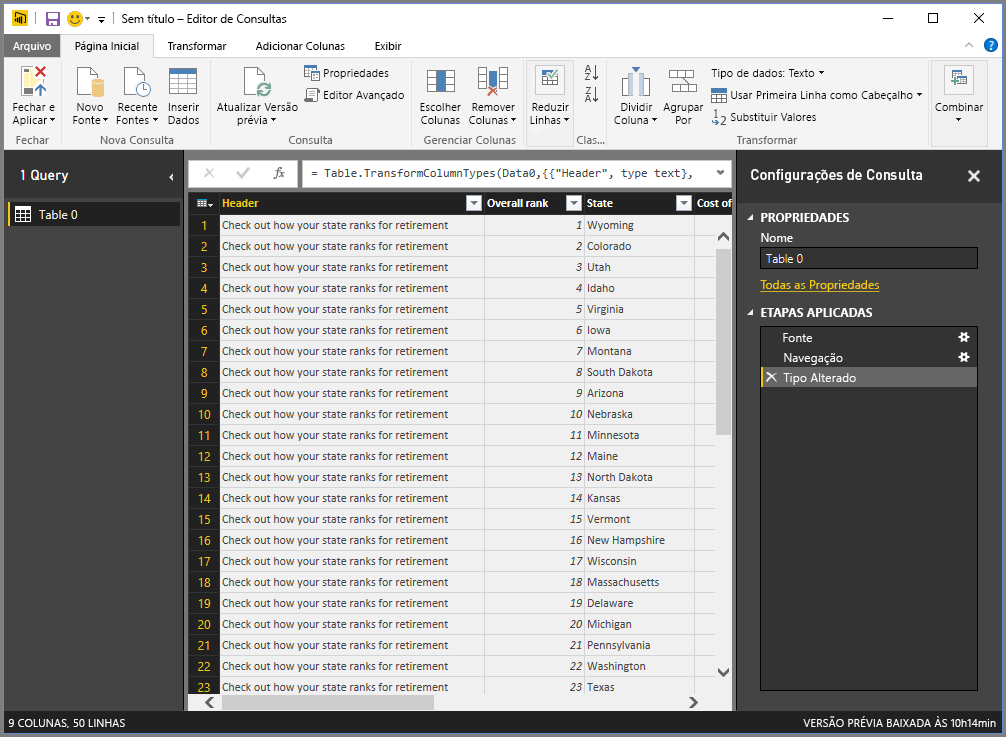 Sem título – Editor de Consultas
Arquivo Página Inicial Transformar Adicionar Colunas Exibir
Fechar e Aplicar
Novo Fonte
Recente Fontes
Inserir Dados
Atualizar Versão prévia
Propriedades
Editor Avançado
Escolher Colunas
Remover Colunas
Reduzir Linhas
Dividir Coluna
Agrupar Por
Tipo de dados: Texto
Usar Primeira Linha como Cabeçalho
Substituir Valores
Combinar
Fechar Nova Consulta Consulta Gerenciar Colunas Clas... Transformar
1 Query
Table 0
fx = Table.TransformColumnTypes(Data0,{{"Header", type text},
Header Overall rank State Cost of
1 Check out how your state ranks for retirement 1 Wyoming
2 Check out how your state ranks for retirement 2 Colorado
3 Check out how your state ranks for retirement 3 Utah
4 Check out how your state ranks for retirement 4 Idaho
5 Check out how your state ranks for retirement 5 Virginia
6 Check out how your state ranks for retirement 6 Iowa
7 Check out how your state ranks for retirement 7 Montana
8 Check out how your state ranks for retirement 8 South Dakota
9 Check out how your state ranks for retirement 9 Arizona
10 Check out how your state ranks for retirement 10 Nebraska
11 Check out how your state ranks for retirement 11 Minnesota
12 Check out how your state ranks for retirement 12 Maine
13 Check out how your state ranks for retirement 13 North Dakota
14 Check out how your state ranks for retirement 14 Kansas
15 Check out how your state ranks for retirement 15 Vermont
16 Check out how your state ranks for retirement 16 New Hampshire
17 Check out how your state ranks for retirement 17 Wisconsin
18 Check out how your state ranks for retirement 18 Massachusetts
19 Check out how your state ranks for retirement 19 Delaware
20 Check out how your state ranks for retirement 20 Michigan
21 Check out how your state ranks for retirement 21 Pennsylvania
22 Check out how your state ranks for retirement 22 Washington
23 Check out how your state ranks for retirement 23 Texas
Configurações de Consulta
PROPRIEDADES
Nome
Table 0
Todas as Propriedades
ETAPAS APLICADAS
Fonte
Navegação
Tipo Alterado
9 COLUNAS, 50 LINHAS
VERSÃO PRÉVIA BAIXADA ÀS 10h14min